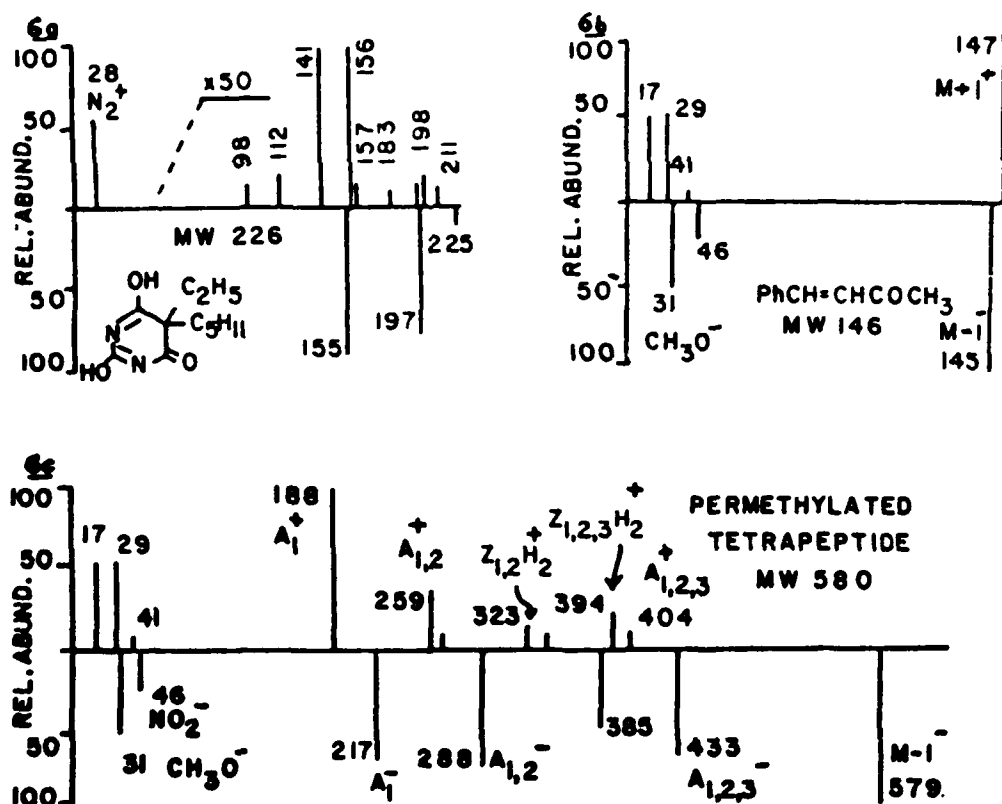 6a
100
50
REL. ABUND.
50
100
28
N2+
x50
98
112
141
156
157
183
198
211
MW 226
225
197
155
OH
C2H5
C5H11
N
N
HO
O
6b
100
50
REL. ABUND.
50
100
17
29
41
147
M+1+
46
31
CH3O-
PhCH=CHCOCH3
MW 146
M-1-
145
100
50
REL. ABUND.
50
100
17
29
41
188
A1+
259
A1,2+
Z1,2H2+
323
Z1,2,3H2+
394
A1,2,3+
404
PERMETHYLATED
TETRAPEPTIDE
MW 580
46
NO2-
31 CH3O-
217
A1-
288 A1,2-
385
433
A1,2,3-
M-1-
579.